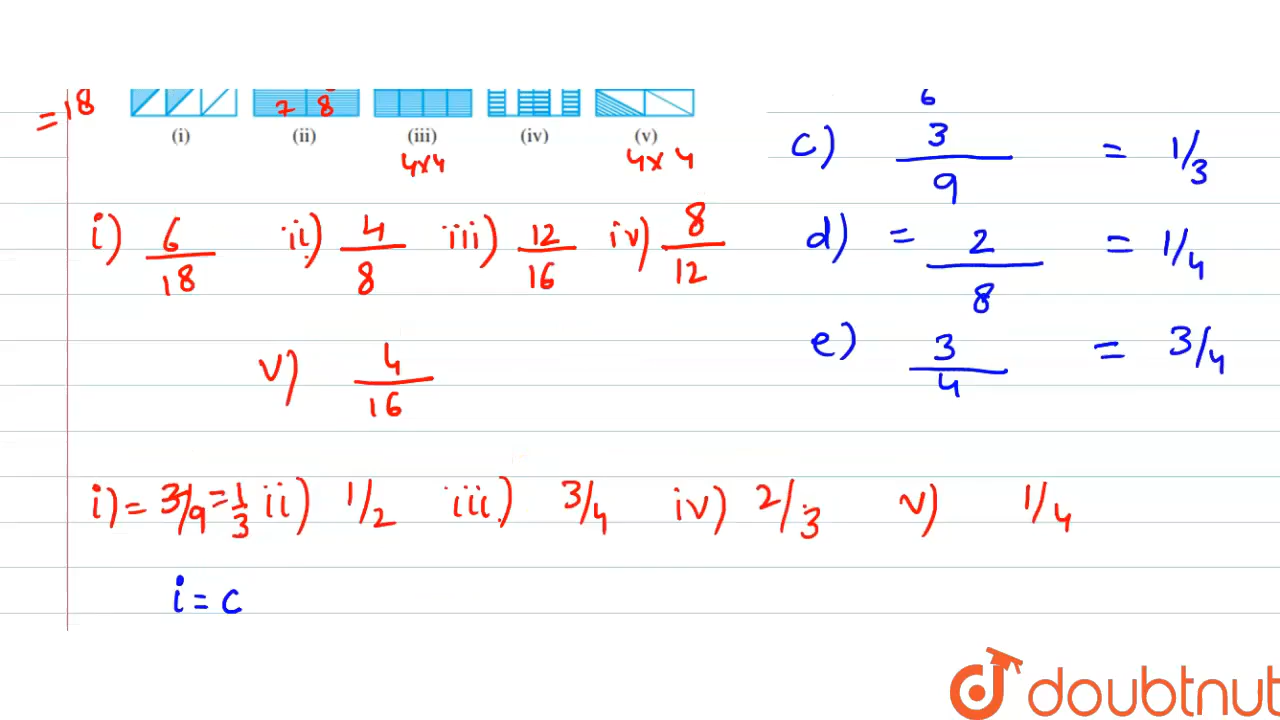 =18
7 8
(i) (ii) (iii) (iv) (v)
4x4 4x4
i) 6/18 ii) 4/8 iii) 12/16 iv) 8/12
v) 4/16
i) = 3/9 = 1/3 ii) 1/2 iii) 3/4 iv) 2/3 v) 1/4
i = c
6
c) 3/9 = 1/3
d) = 2/8 = 1/4
e) 3/4 = 3/4
doubtnut